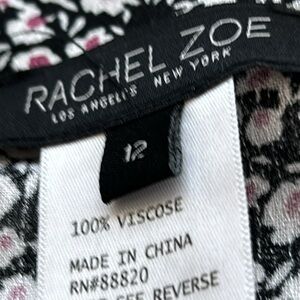 RACHEL ZOE
LOS ANGELES NEW YORK
12
100% VISCOSE
MADE IN CHINA
RN#88820
SEE REVERSE